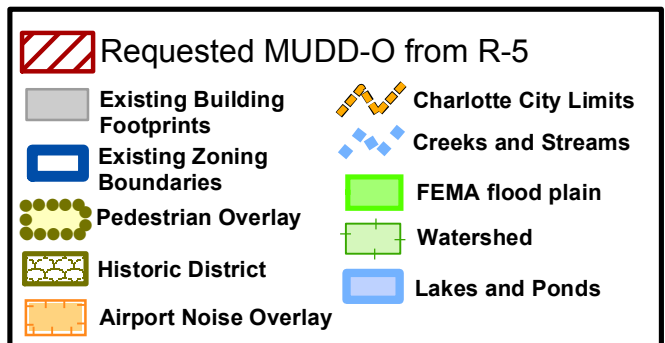 Requested MUDD-O from R-5
Existing Building
Footprints
Existing Zoning
Boundaries
Pedestrian Overlay
Historic District
Airport Noise Overlay
Charlotte City Limits
Creeks and Streams
FEMA flood plain
Watershed
Lakes and Ponds